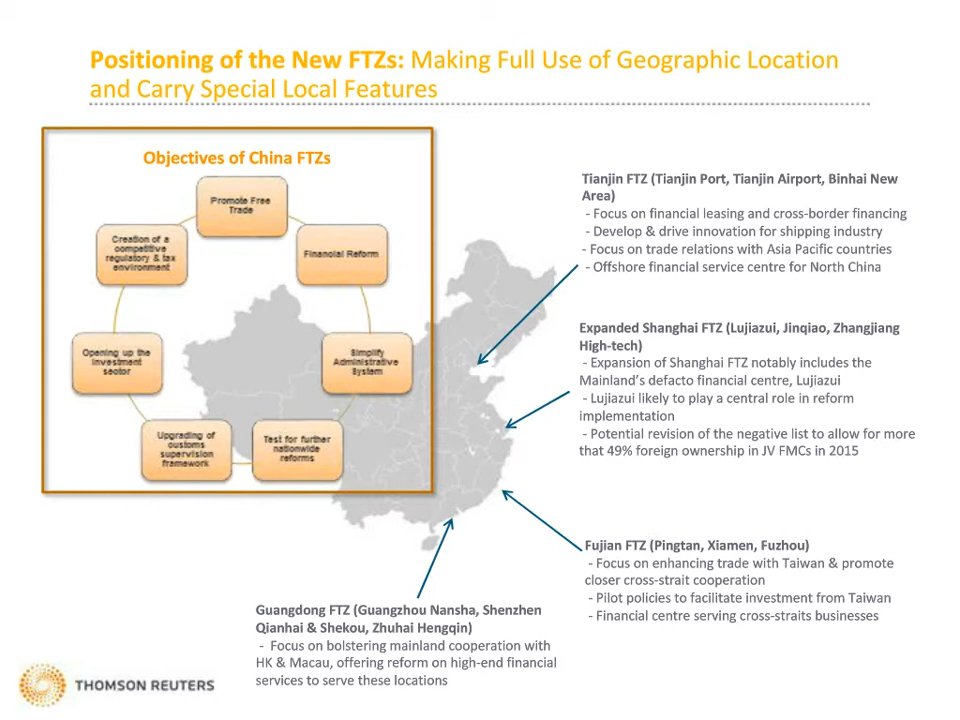 Positioning of the New FTZs: Making Full Use of Geographic Location
and Carry Special Local Features
Objectives of China FTZs
Promote Free
Trade
Creation of a
competitive
regulatory & tax
environment
Financial Reform
Opening up the
investment
sector
Simplify
Administrative
System
Upgrading of
customs
supervision
framework
Test for further
nationwide
reforms
Tianjin FTZ (Tianjin Port, Tianjin Airport, Binhai New
Area)
- Focus on financial leasing and cross-border financing
- Develop & drive innovation for shipping industry
- Focus on trade relations with Asia Pacific countries
- Offshore financial service centre for North China
Expanded Shanghai FTZ (Lujiazui, Jinqiao, Zhangjiang
High-tech)
- Expansion of Shanghai FTZ notably includes the
Mainland's defacto financial centre, Lujiazui
- Lujiazui likely to play a central role in reform
implementation
- Potential revision of the negative list to allow for more
that 49% foreign ownership in JV FMCs in 2015
Fujian FTZ (Pingtan, Xiamen, Fuzhou)
- Focus on enhancing trade with Taiwan & promote
closer cross-strait cooperation
- Pilot policies to facilitate investment from Taiwan
- Financial centre serving cross-straits businesses
Guangdong FTZ (Guangzhou Nansha, Shenzhen
Qianhai & Shekou, Zhuhai Hengqin)
- Focus on bolstering mainland cooperation with
HK & Macau, offering reform on high-end financial
services to serve these locations
THOMSON REUTERS